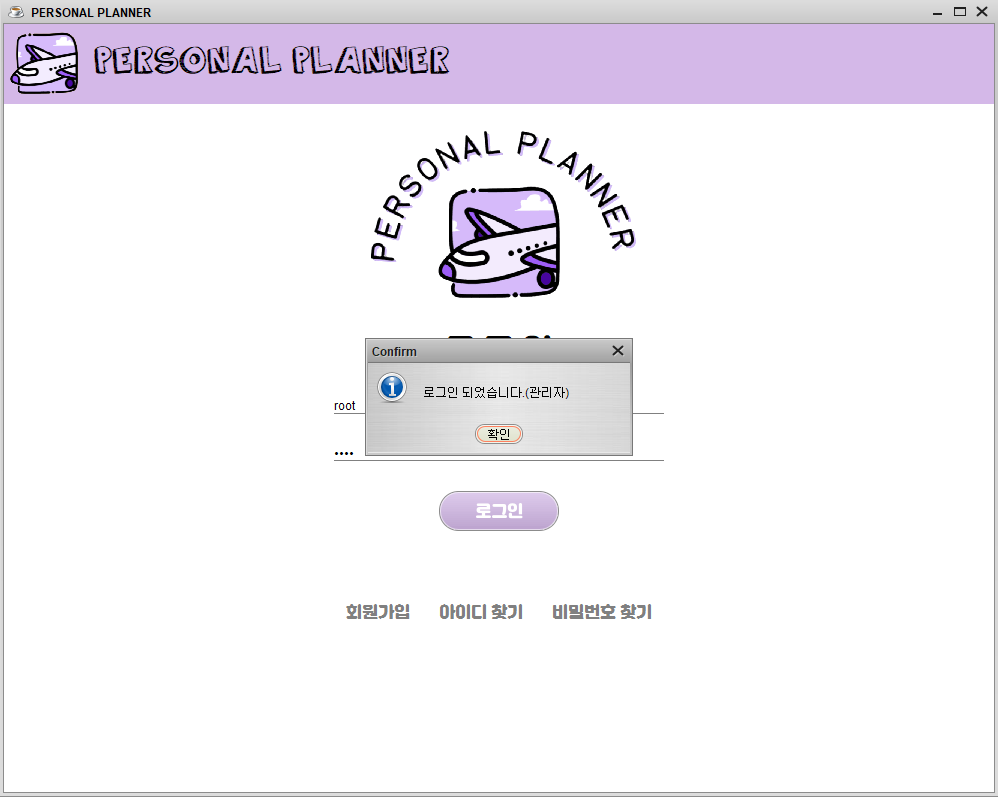 PERSONAL PLANNER
PERSONAL PLANNER
PERSONAL PLANNER
Confirm
로그인 되었습니다.(관리자)
확인
root
••••
로그인
회원가입 아이디 찾기 비밀번호 찾기